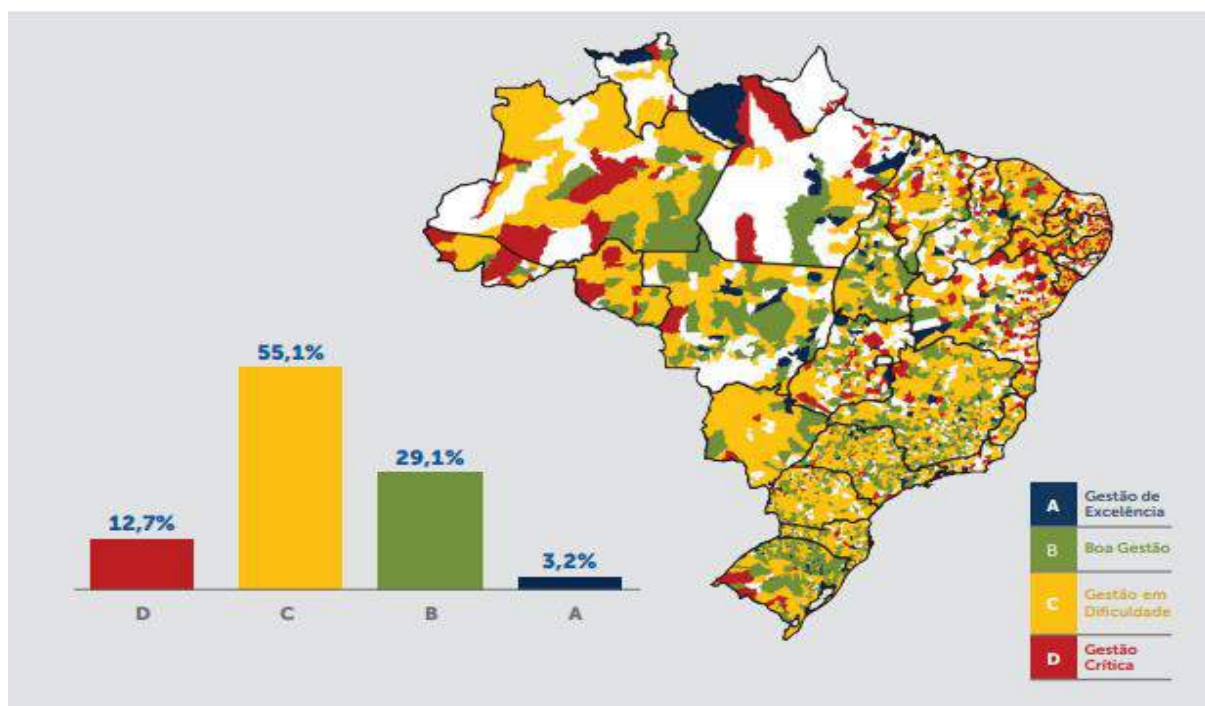 55,1%
29,1%
12,7%
3,2%
D
C
B
A
A
Gestão de
Excelência
B
Boa Gestão
C
Gestão em
Dificuldade
D
Gestão
Crítica